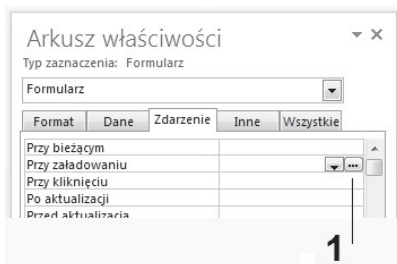 Arkusz właściwości
Typ zaznaczenia: Formularz
Formularz
Format Dane Zdarzenie Inne Wszystkie
Przy bieżącym
Przy załadowaniu
Przy kliknięciu
Po aktualizacji
Przed aktualizacją
1